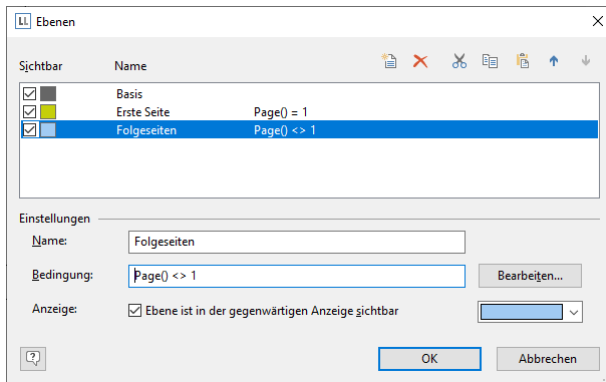 LL Ebenen
Sichtbar Name
Basis
Erste Seite Page() = 1
Folgeseiten Page() <> 1
Einstellungen
Name: Folgeseiten
Bedingung: Page() <> 1 Bearbeiten...
Anzeige: Ebene ist in der gegenwärtigen Anzeige sichtbar
? OK Abbrechen